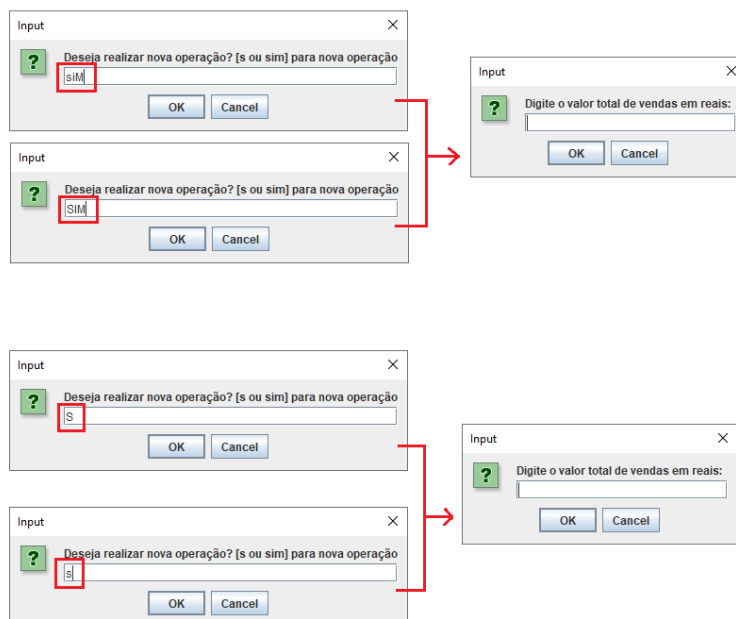 Input
Deseja realizar nova operação? [s ou sim] para nova operação
siM
OK Cancel
Input
Digite o valor total de vendas em reais:
OK Cancel
Input
Deseja realizar nova operação? [s ou sim] para nova operação
SIM
OK Cancel
Input
Deseja realizar nova operação? [s ou sim] para nova operação
S
OK Cancel
Input
Digite o valor total de vendas em reais:
OK Cancel
Input
Deseja realizar nova operação? [s ou sim] para nova operação
s
OK Cancel